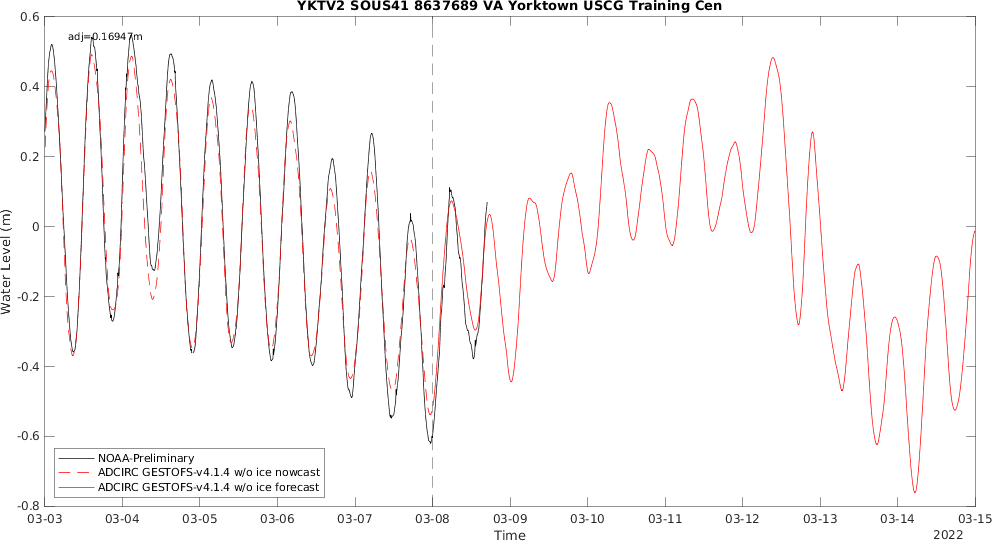 YKTV2 SOUS41 8637689 VA Yorktown USCG Training Cen
adj=0.16947m
0.6
0.4
0.2
0
-0.2
-0.4
-0.6
-0.8
Water Level (m)
NOAA-Preliminary
ADCIRC GESTOFS-v4.1.4 w/o ice nowcast
ADCIRC GESTOFS-v4.1.4 w/o ice forecast
03-03 03-04 03-05 03-06 03-07 03-08 03-09 03-10 03-11 03-12 03-13 03-14 03-15
Time
2022